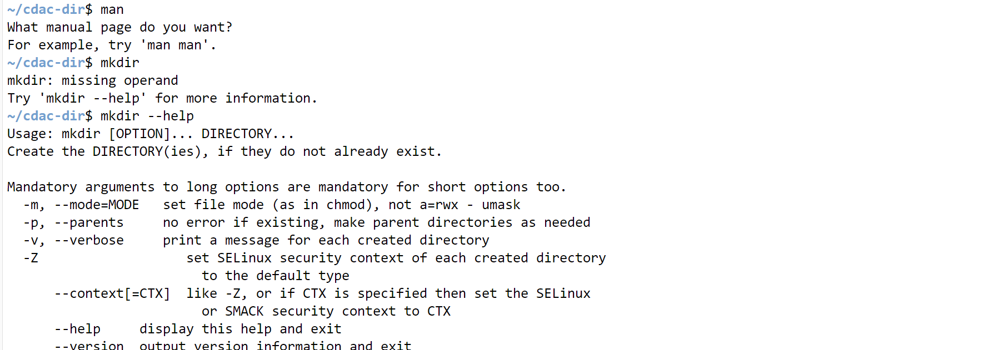 ~/cdac-dir$ man
What manual page do you want?
For example, try 'man man'.
~/cdac-dir$ mkdir
mkdir: missing operand
Try 'mkdir --help' for more information.
~/cdac-dir$ mkdir --help
Usage: mkdir [OPTION]... DIRECTORY...
Create the DIRECTORY(ies), if they do not already exist.

Mandatory arguments to long options are mandatory for short options too.
  -m, --mode=MODE   set file mode (as in chmod), not a=rwx - umask
  -p, --parents     no error if existing, make parent directories as needed
  -v, --verbose     print a message for each created directory
  -Z                   set SELinux security context of each created directory
                         to the default type
      --context[=CTX]  like -Z, or if CTX is specified then set the SELinux
                         or SMACK security context to CTX
      --help     display this help and exit
      --version  output version information and exit